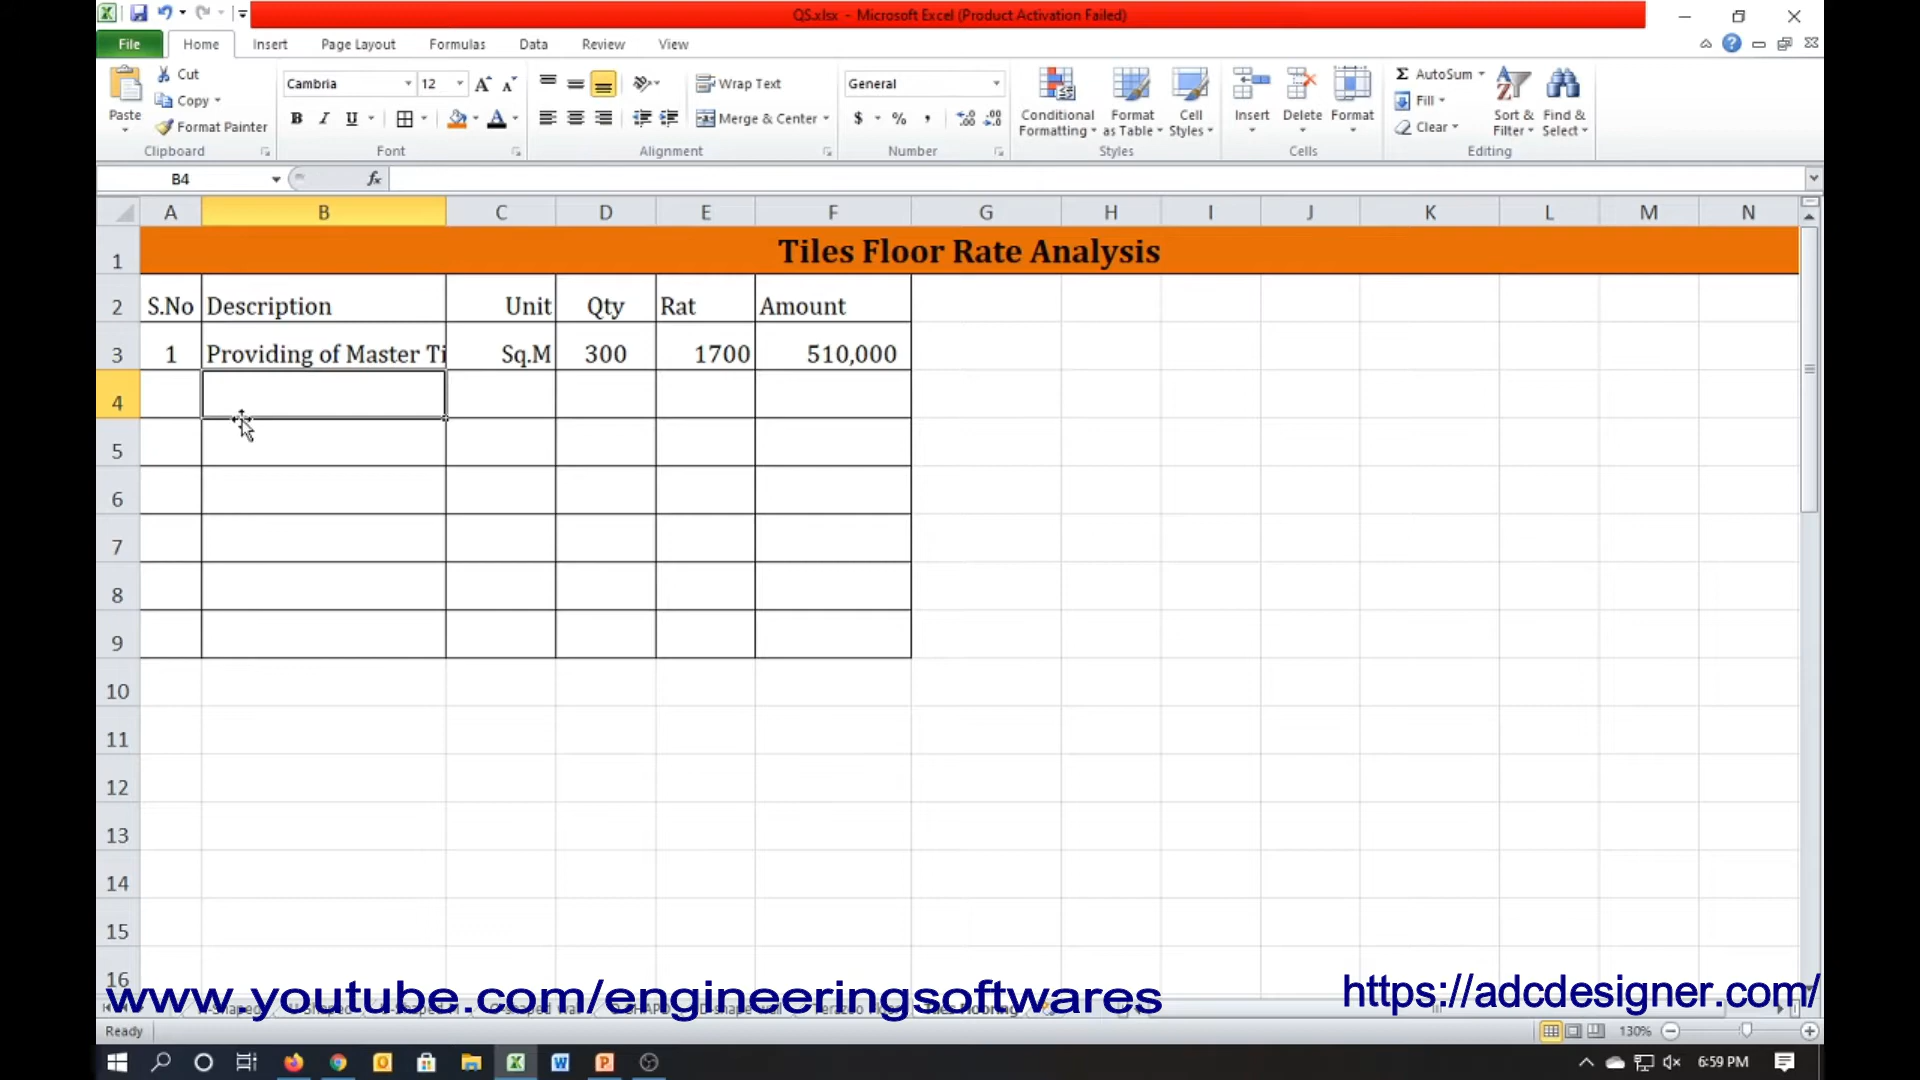 QS.xlsx - Microsoft Excel (Product Activation Failed)
File Home Insert Page Layout Formulas Data Review View
Paste
Cut
Copy
Format Painter
Clipboard
Cambria 12
B I U
Font
Wrap Text
Merge & Center
Alignment
General
$ % ,
Number
Conditional Formatting
Format as Table
Cell Styles
Styles
Insert Delete Format
Cells
Σ AutoSum
Fill
Clear
Sort & Filter
Find & Select
Editing
B4 fx
A B C D E F G H I J K L M N
1 Tiles Floor Rate Analysis
2 S.No Description Unit Qty Rat Amount
3 1 Providing of Master Ti Sq.M 300 1700 510,000
4
5
6
7
8
9
10
11
12
13
14
15
16
www.youtube.com/engineeringsoftwares
https://adcdesigner.com/
Ready 130%
6:59 PM